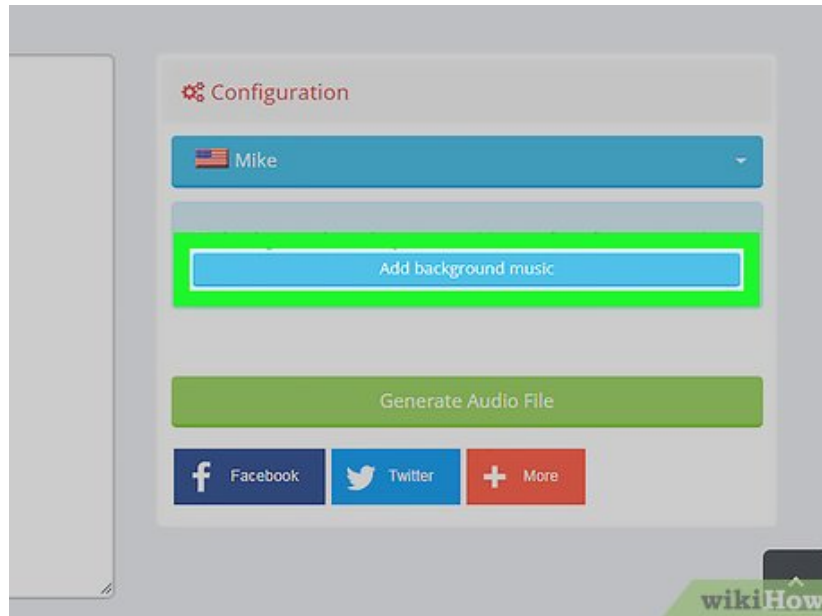 Configuration
Mike
Add background music
Generate Audio File
Facebook
Twitter
More
wikiHow